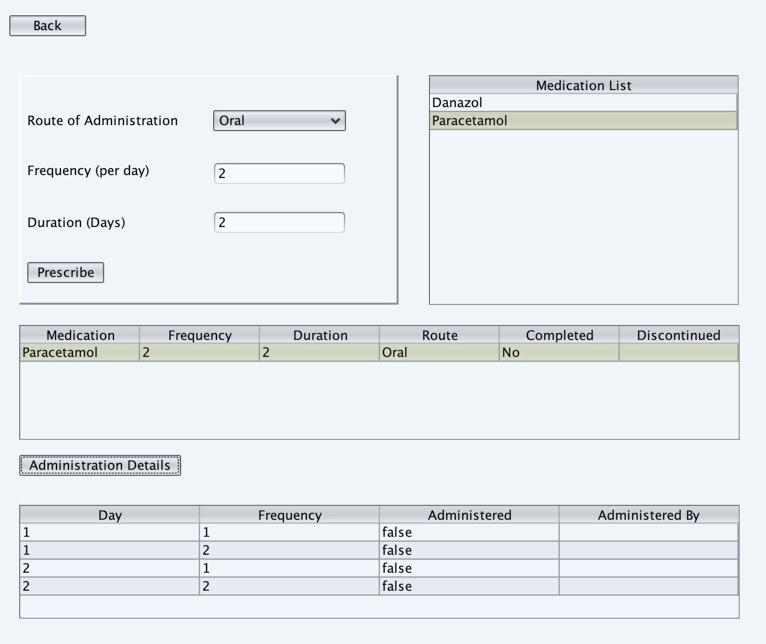 Back
Route of Administration Oral
Frequency (per day) 2
Duration (Days) 2
Prescribe
Medication List
Danazol
Paracetamol
Medication Frequency Duration Route Completed Discontinued
Paracetamol 2 2 Oral No
Administration Details
Day Frequency Administered Administered By
1 1 false
1 2 false
2 1 false
2 2 false